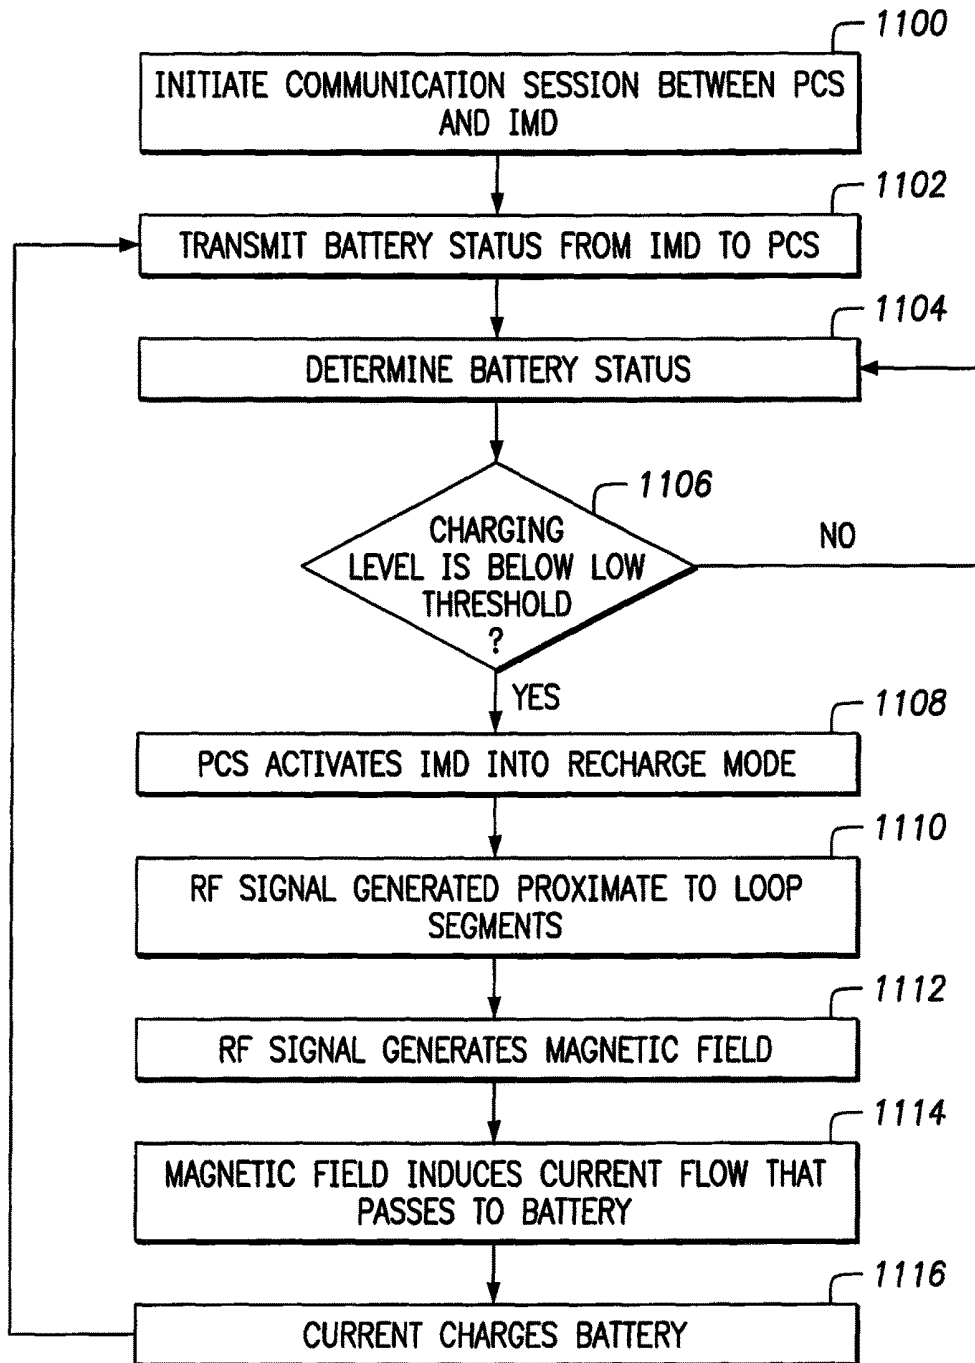 1100
INITIATE COMMUNICATION SESSION BETWEEN PCS
AND IMD
1102
TRANSMIT BATTERY STATUS FROM IMD TO PCS
1104
DETERMINE BATTERY STATUS
1106
CHARGING
LEVEL IS BELOW LOW
THRESHOLD
?
NO
YES
1108
PCS ACTIVATES IMD INTO RECHARGE MODE
1110
RF SIGNAL GENERATED PROXIMATE TO LOOP
SEGMENTS
1112
RF SIGNAL GENERATES MAGNETIC FIELD
1114
MAGNETIC FIELD INDUCES CURRENT FLOW THAT
PASSES TO BATTERY
1116
CURRENT CHARGES BATTERY